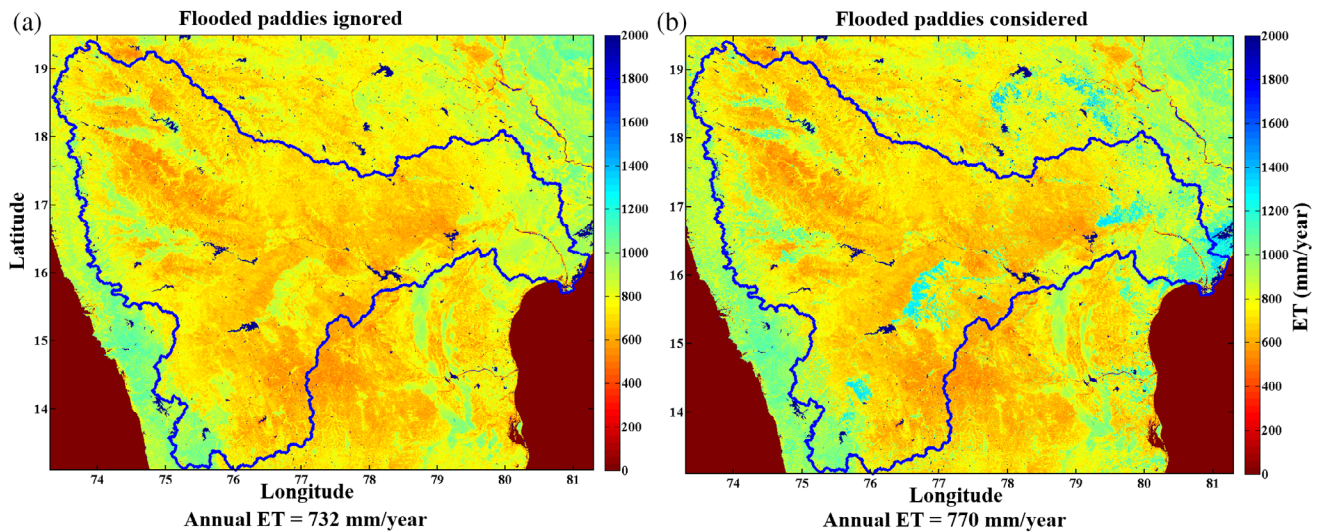 (a)
Flooded paddies ignored
(b)
Flooded paddies considered
2000
1800
1600
1400
1200
1000
800
600
400
200
0
2000
1800
1600
1400
1200
1000
800
600
400
200
0
19
18
17
16
15
14
19
18
17
16
15
14
Latitude
ET (mm/year)
74 75 76 77 78 79 80 81
74 75 76 77 78 79 80 81
Longitude
Longitude
Annual ET = 732 mm/year
Annual ET = 770 mm/year